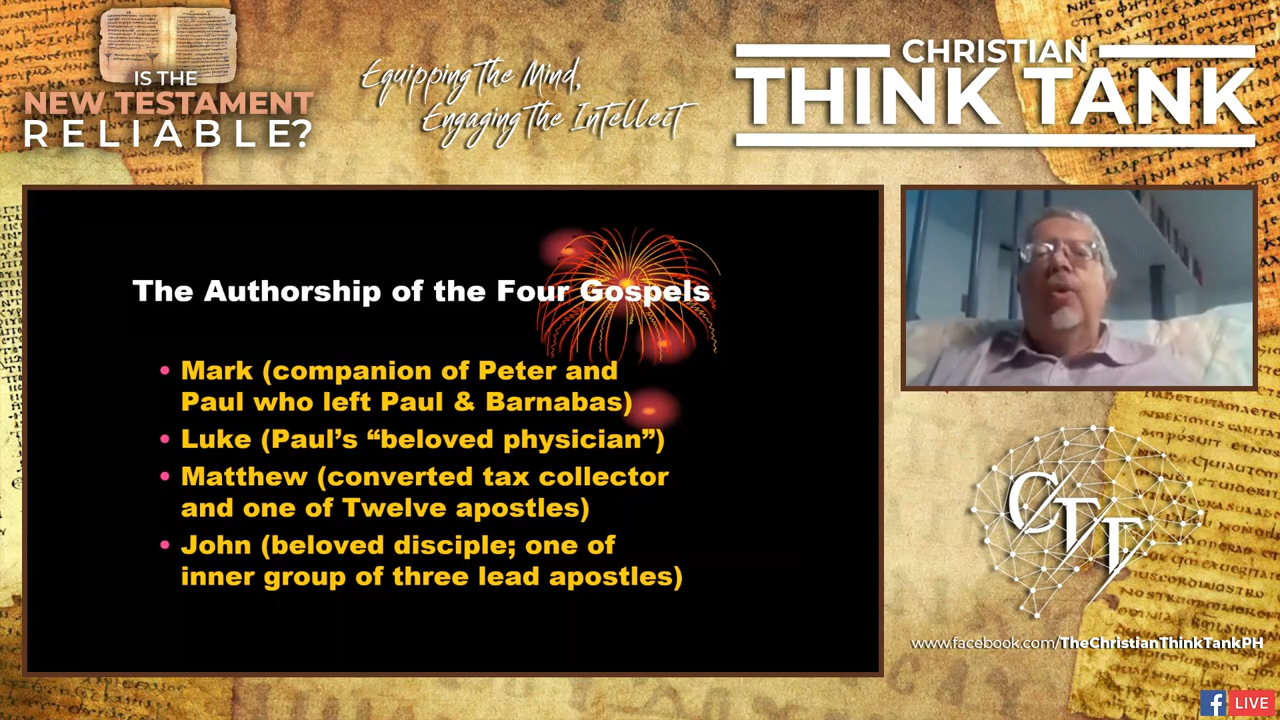 IS THE
NEW TESTAMENT
RELIABLE?
Equipping The Mind,
Engaging The Intellect
CHRISTIAN
THINK TANK
The Authorship of the Four Gospels
• Mark (companion of Peter and
Paul who left Paul & Barnabas)
• Luke (Paul’s “beloved physician”)
• Matthew (converted tax collector
and one of Twelve apostles)
• John (beloved disciple; one of
inner group of three lead apostles)
CTT
www.facebook.com/TheChristianThinkTankPH
f LIVE